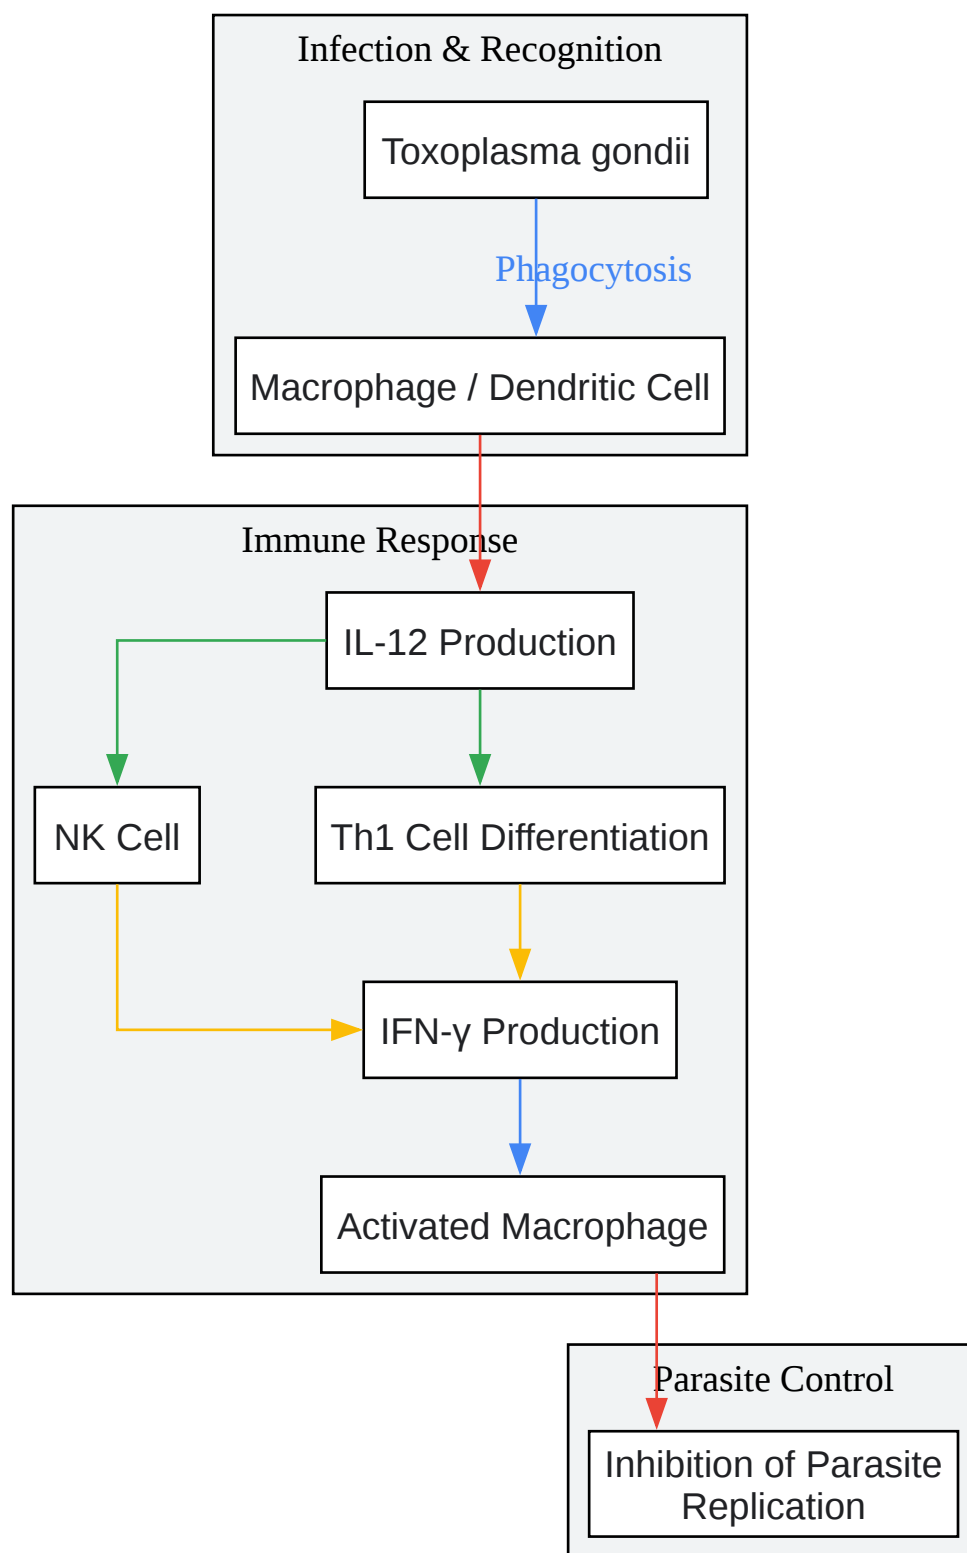 Infection & Recognition
Toxoplasma gondii
Phagocytosis
Macrophage / Dendritic Cell
Immune Response
IL-12 Production
NK Cell
Th1 Cell Differentiation
IFN-γ Production
Activated Macrophage
Parasite Control
Inhibition of Parasite
Replication